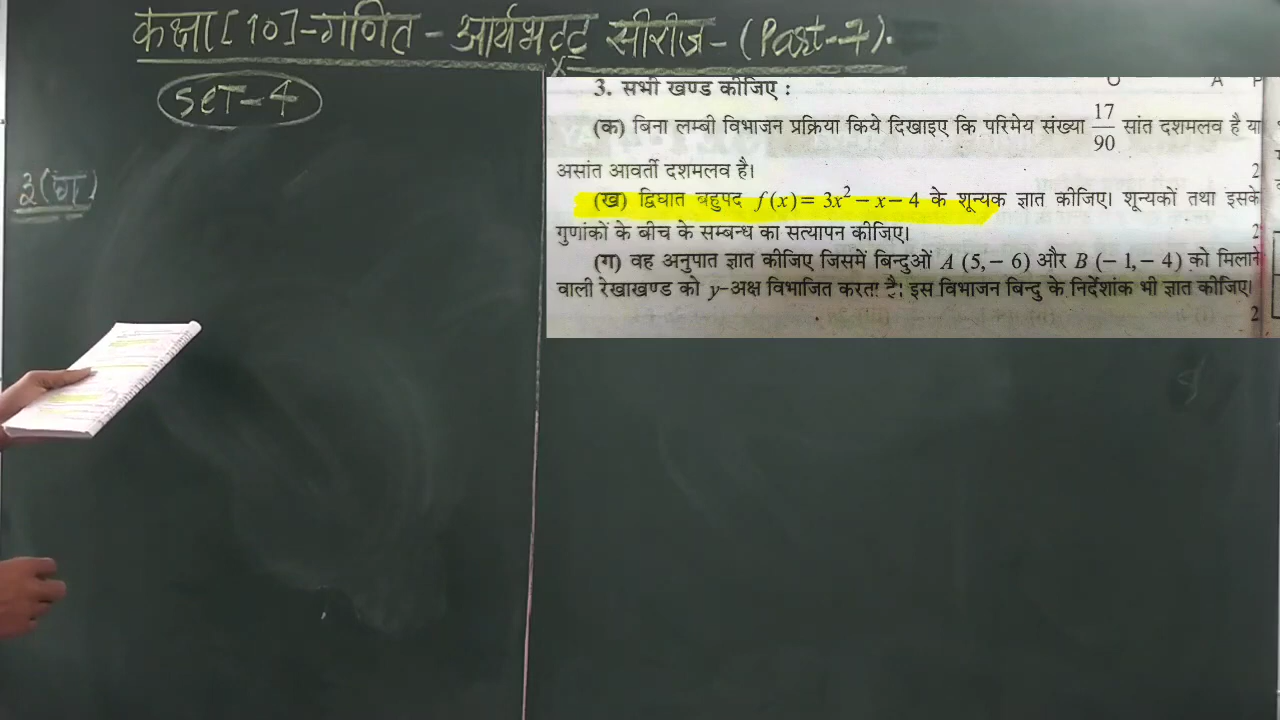 कक्षा[10]-गणित - आर्यभट्ट सीरीज - (Part-7).
SET-4
3(ग)
3. सभी खण्ड कीजिए :
(क) बिना लम्बी विभाजन प्रक्रिया किये दिखाइए कि परिमेय संख्या 17/90 सांत दशमलव है या
असांत आवर्ती दशमलव है। 2
(ख) द्विघात बहुपद f(x)= 3x² – x – 4 के शून्यक ज्ञात कीजिए। शून्यकों तथा इसके
गुणांकों के बीच के सम्बन्ध का सत्यापन कीजिए। 2
(ग) वह अनुपात ज्ञात कीजिए जिसमें बिन्दुओं A (5, – 6) और B (– 1, – 4) को मिलाने
वाली रेखाखण्ड को y-अक्ष विभाजित करता है। इस विभाजन बिन्दु के निर्देशांक भी ज्ञात कीजिए।
2